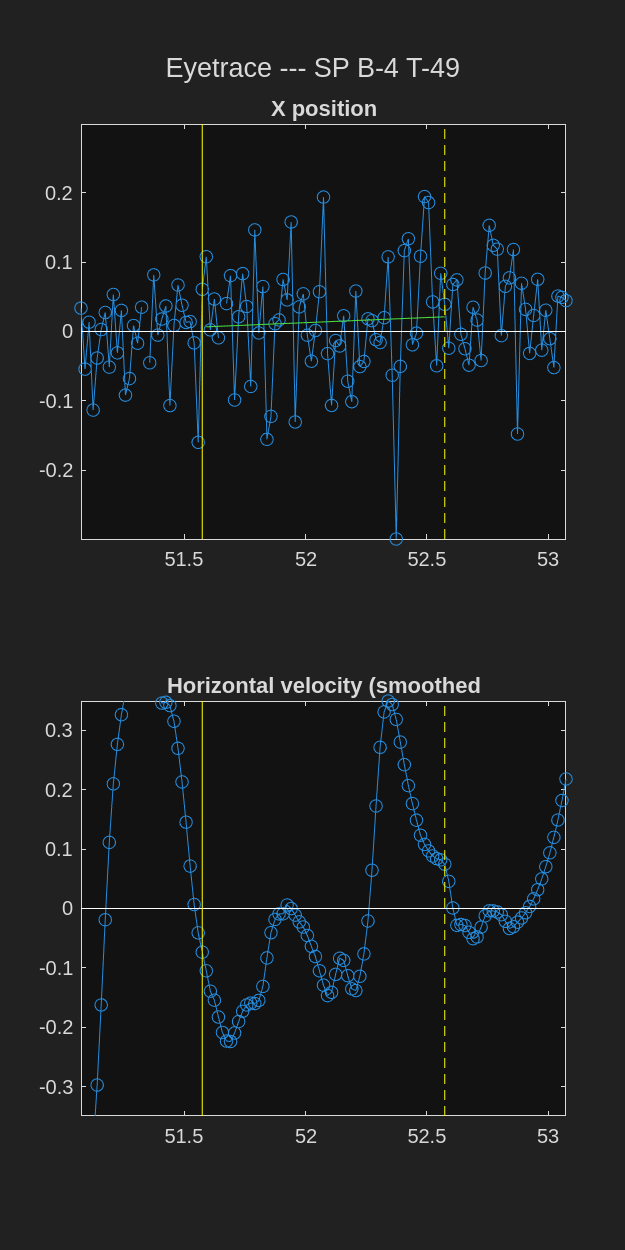 Eyetrace --- SP B-4 T-49
X position
0.2
0.1
0
-0.1
-0.2
51.5 52 52.5 53
Horizontal velocity (smoothed
0.3
0.2
0.1
0
-0.1
-0.2
-0.3
51.5 52 52.5 53